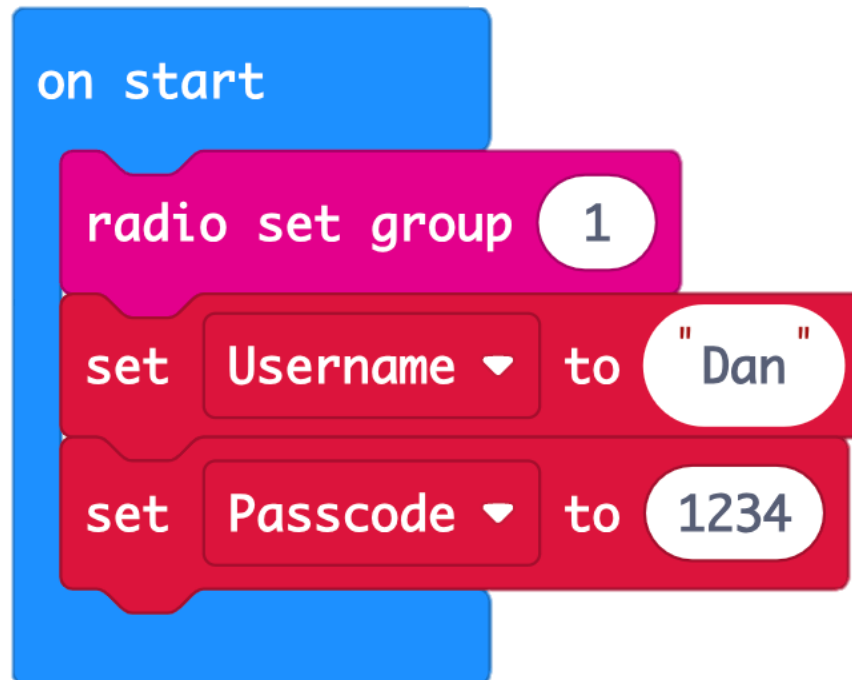 on start
radio set group 1
set Username to "Dan"
set Passcode to 1234